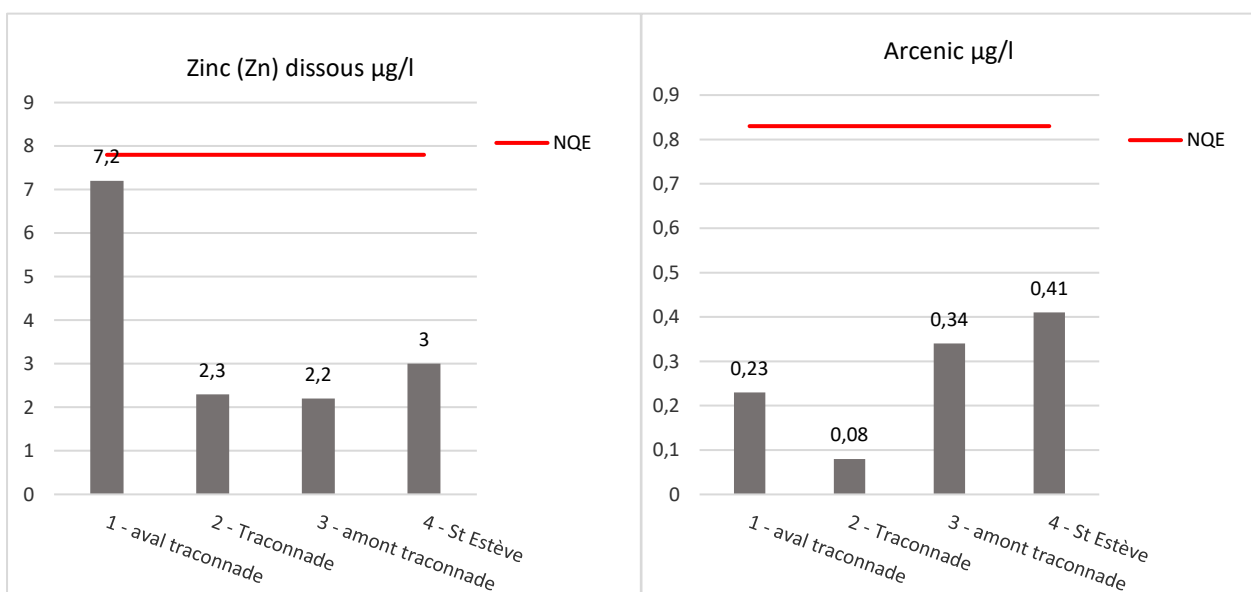 Zinc (Zn) dissous µg/l
9
8
7
6
5
4
3
2
1
0
7,2
2,3
2,2
3
NQE
1 - aval traconnade
2 - Traconnade
3 - amont traconnade
4 - St Estève
Arcenic µg/l
0,9
0,8
0,7
0,6
0,5
0,4
0,3
0,2
0,1
0
0,23
0,08
0,34
0,41
NQE
1 - aval traconnade
2 - Traconnade
3 - amont traconnade
4 - St Estève